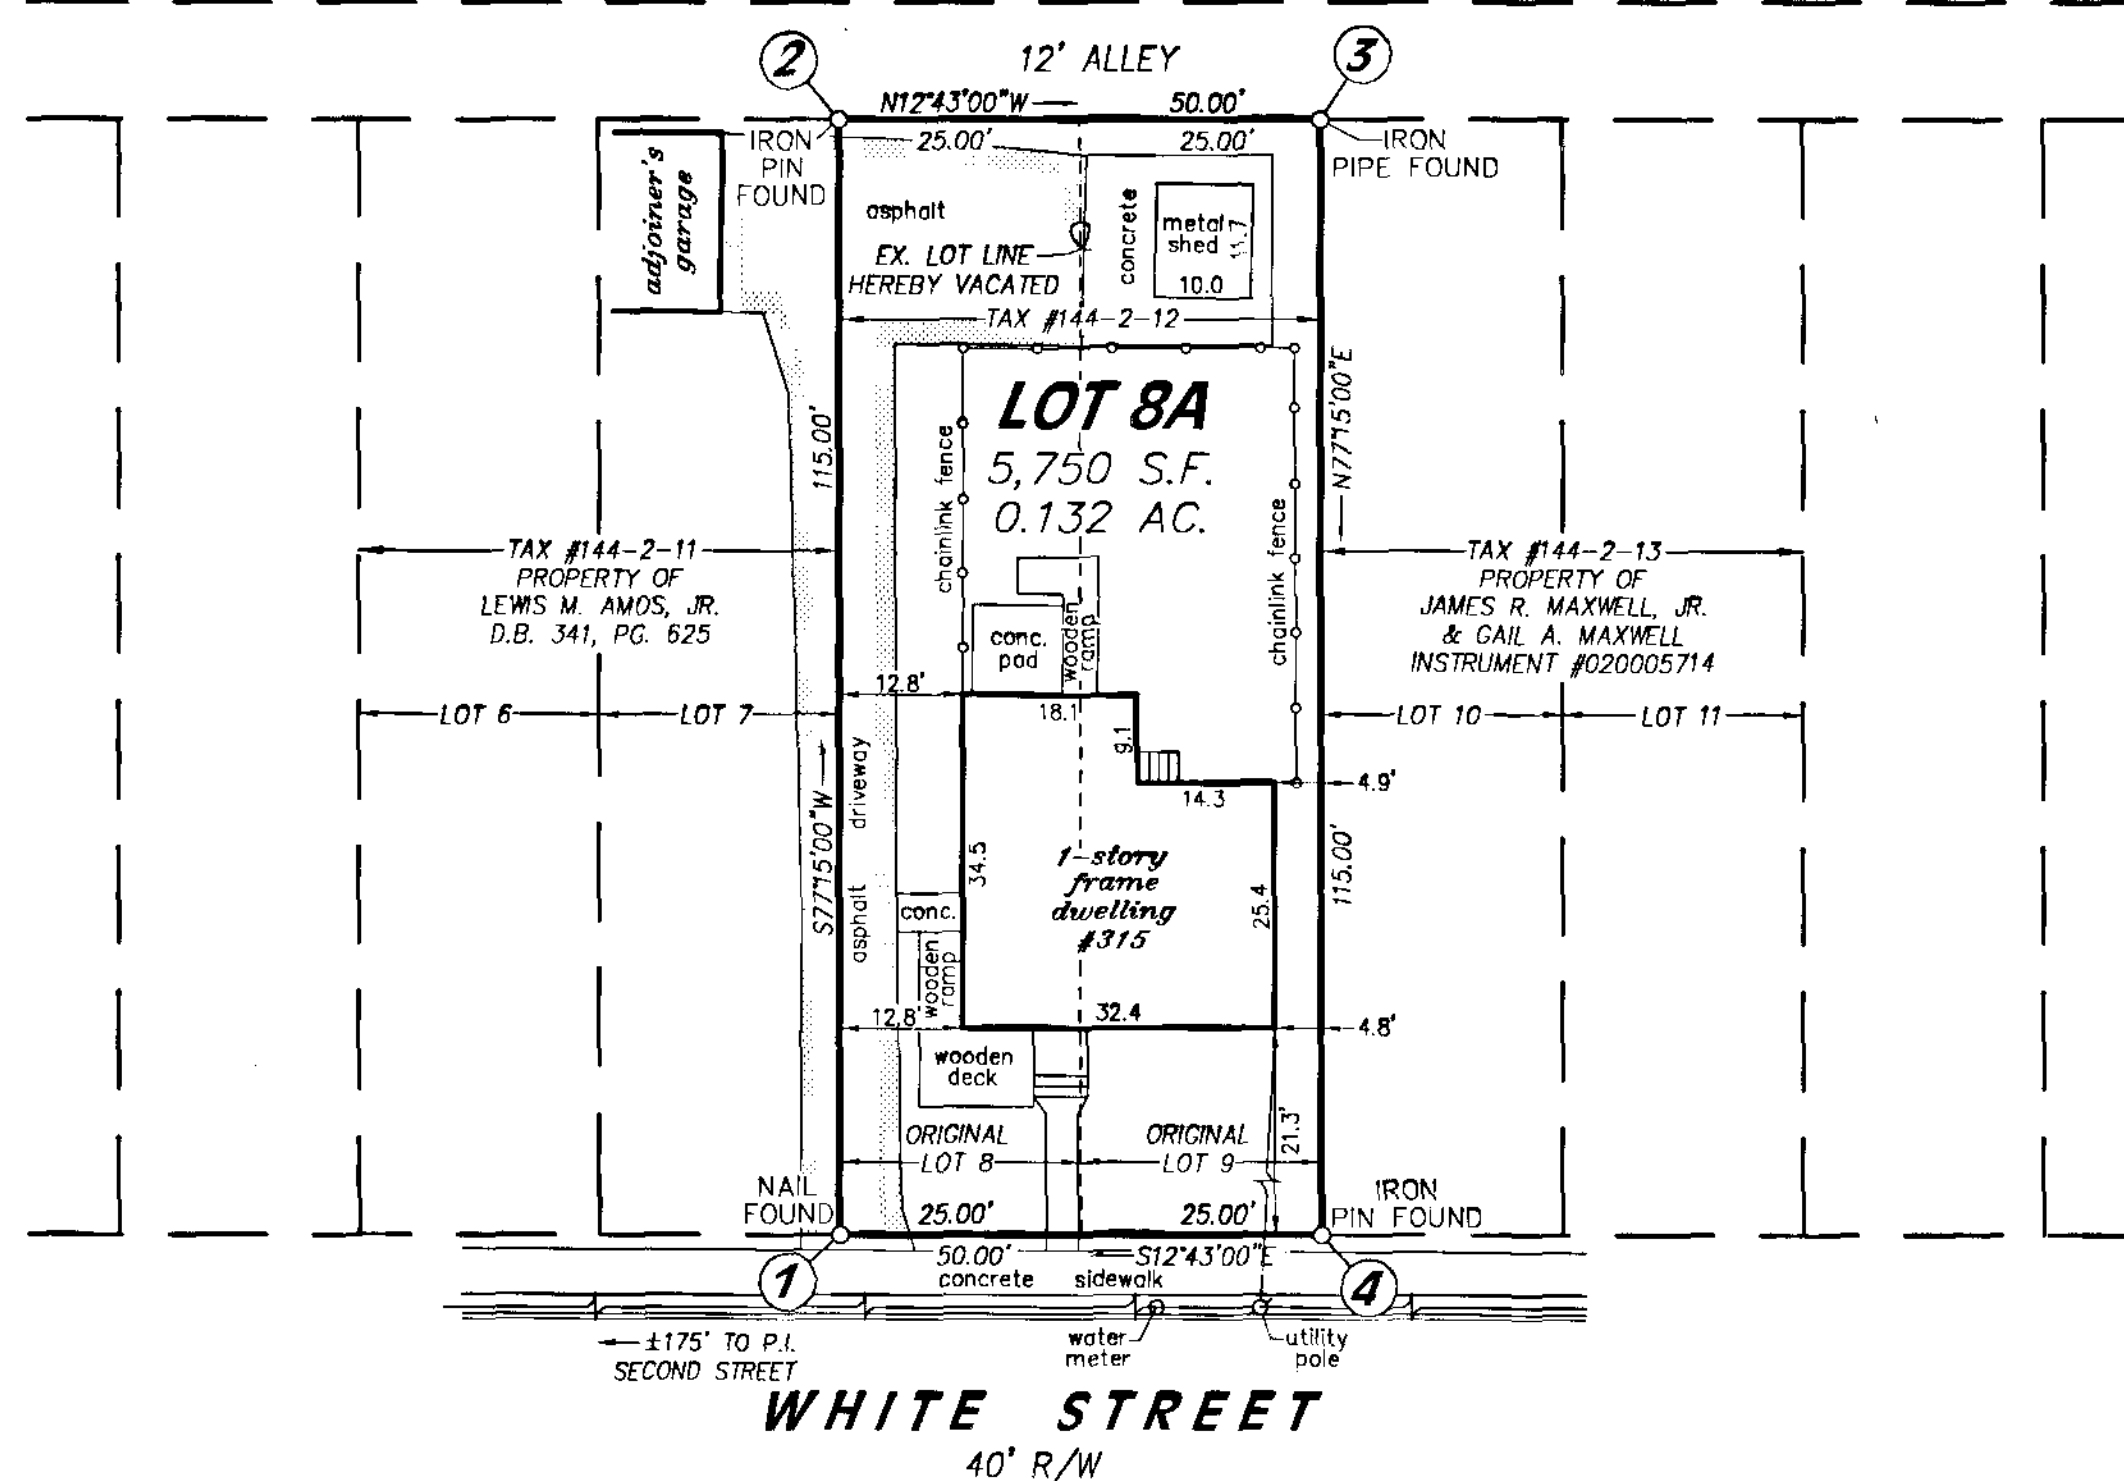 12' ALLEY
2
3
N12°43'00"W
50.00'
25.00'
25.00'
IRON
PIN
FOUND
IRON
PIPE FOUND
adjoiner's
garage
asphalt
concrete
metal
shed
11.7
10.0
EX. LOT LINE
HEREBY VACATED
TAX #144-2-12
LOT 8A
5,750 S.F.
0.132 AC.
115.00'
N77°15'00"E
chainlink fence
chainlink fence
TAX #144-2-11
PROPERTY OF
LEWIS M. AMOS, JR.
D.B. 341, PG. 625
TAX #144-2-13
PROPERTY OF
JAMES R. MAXWELL, JR.
& GAIL A. MAXWELL
INSTRUMENT #020005714
conc.
pad
wooden
ramp
12.8'
18.1
9.1
LOT 6
LOT 7
LOT 10
LOT 11
4.9'
14.3
S77°15'00"W
asphalt driveway
34.5
1-story
frame
dwelling
#315
25.4
115.00'
conc.
wooden
ramp
12.8'
32.4
4.8'
wooden
deck
21.3'
ORIGINAL
LOT 8
ORIGINAL
LOT 9
NAIL
FOUND
25.00'
25.00'
IRON
PIN FOUND
50.00'
S12°43'00"E
concrete sidewalk
1
4
±175' TO P.I.
SECOND STREET
water
meter
utility
pole
WHITE STREET
40' R/W